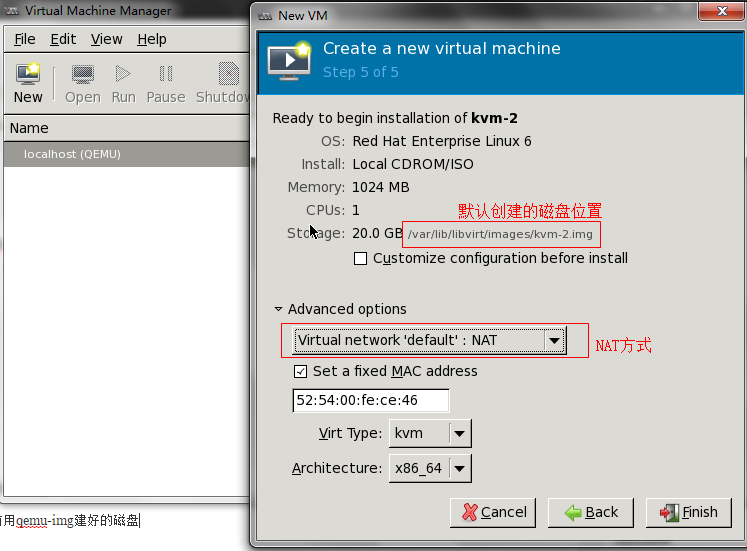 Virtual Machine Manager
File Edit View Help
New Open Run Pause
Name
localhost (QEMU)
New VM
Create a new virtual machine
Step 5 of 5
Ready to begin installation of kvm-2
OS: Red Hat Enterprise Linux 6
Install: Local CDROM/ISO
Memory: 1024 MB
CPUs: 1
默认创建的磁盘位置
Storage: 20.0 GB /var/lib/libvirt/images/kvm-2.img
Customize configuration before install
Advanced options
Virtual network 'default' : NAT
NAT方式
Set a fixed MAC address
52:54:00:fe:ce:46
Virt Type: kvm
Architecture: x86_64
Cancel Back Finish
用qemu-img建好的磁盘